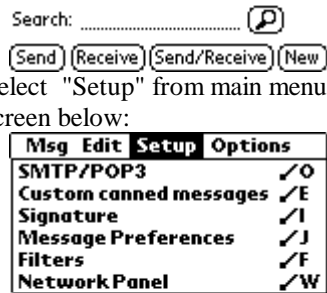 Search:
Send Receive Send/Receive New
elect "Setup" from main menu
creen below:
Msg Edit Setup Options
SMTP/POP3 ✓O
Custom canned messages ✓E
Signature ✓I
Message Preferences ✓J
Filters ✓F
Network Panel ✓W